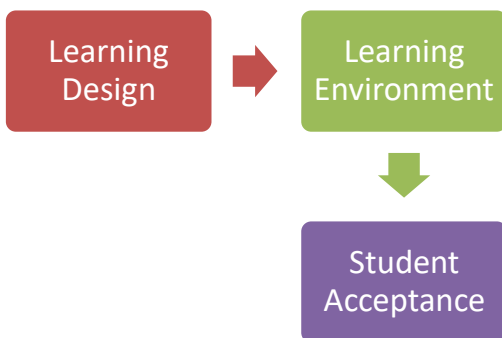 Learning
Design
Learning
Environment
Student
Acceptance